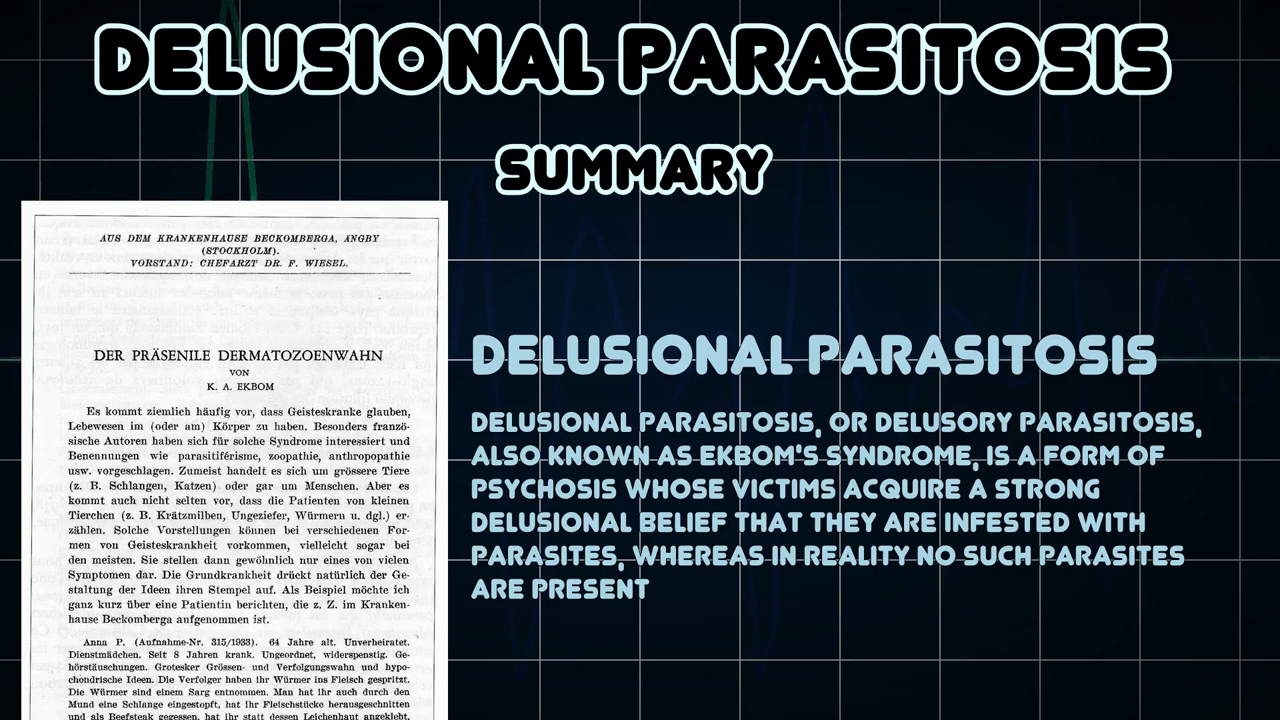 DELUSIONAL PARASITOSIS
SUMMARY
AUS DEM KRANKENHAUSE BECKOMBERGA, ANGBY
(STOCKHOLM).
VORSTAND: CHEFARZT DR. F. WIESEL.
DER PRÄSENILE DERMATOZOENWAHN
VON
K. A. EKBOM
Es kommt ziemlich häufig vor, dass Geisteskranke glauben,
Lebewesen im (oder am) Körper zu haben. Besonders franzö-
sische Autoren haben sich für solche Syndrome interessiert und
Benennungen wie parasitiférisme, zoopathie, anthropopathie
usw. vorgeschlagen. Zumeist handelt es sich um grössere Tiere
(z. B. Schlangen, Katzen) oder gar um Menschen. Aber es
kommt auch nicht selten vor, dass die Patienten von kleinen
Tierchen (z. B. Krätzmilben, Ungeziefer, Würmern u. dgl.) er-
zählen. Solche Vorstellungen können bei verschiedenen For-
men von Geisteskrankheit vorkommen, vielleicht sogar bei
den meisten. Sie stellen dann gewöhnlich nur eines von vielen
Symptomen dar. Die Grundkrankheit drückt natürlich der Ge-
staltung der Ideen ihren Stempel auf. Als Beispiel möchte ich
ganz kurz über eine Patientin berichten, die z. Z. im Kranken-
hause Beckomberga aufgenommen ist.
Anna P. (Aufnahme-Nr. 315/1933). 64 Jahre alt. Unverheiratet.
Dienstmädchen. Seit 8 Jahren krank. Ungeordnet, widerspenstig. Ge-
hörstäuschungen. Grotesker Grössen- und Verfolgungswahn und hypo-
chondrische Ideen. Die Verfolger haben ihr Würmer ins Fleisch gespritzt.
Die Würmer sind einem Sarg entnommen. Man hat ihr auch durch den
Mund eine Schlange eingestopft, hat ihr Fleischstücke herausgeschnitten
und als Beefsteak gegessen, hat ihr statt dessen Leichenhaut angeklebt,
DELUSIONAL PARASITOSIS
DELUSIONAL PARASITOSIS, OR DELUSORY PARASITOSIS,
ALSO KNOWN AS EKBOM'S SYNDROME, IS A FORM OF
PSYCHOSIS WHOSE VICTIMS ACQUIRE A STRONG
DELUSIONAL BELIEF THAT THEY ARE INFESTED WITH
PARASITES, WHEREAS IN REALITY NO SUCH PARASITES
ARE PRESENT